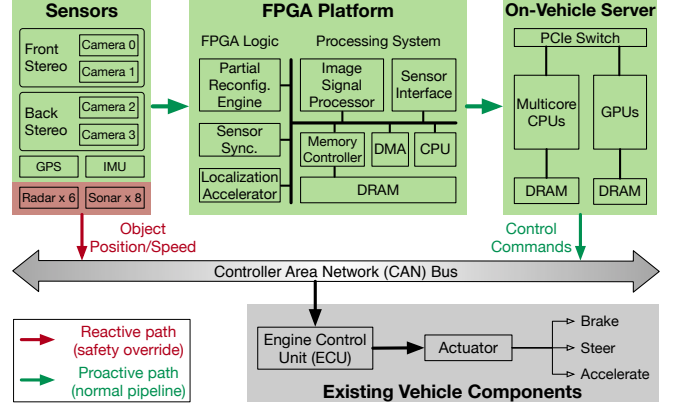 Sensors
Front
Stereo
Camera 0
Camera 1
Back
Stereo
Camera 2
Camera 3
GPS
IMU
Radar x 6
Sonar x 8
FPGA Platform
FPGA Logic
Processing System
Partial
Reconfig.
Engine
Image
Signal
Processor
Sensor
Interface
Sensor
Sync.
Memory
Controller
DMA
CPU
Localization
Accelerator
DRAM
On-Vehicle Server
PCIe Switch
Multicore
CPUs
GPUs
DRAM
DRAM
Object
Position/Speed
Control
Commands
Controller Area Network (CAN) Bus
Reactive path
(safety override)
Proactive path
(normal pipeline)
Engine Control
Unit (ECU)
Actuator
Brake
Steer
Accelerate
Existing Vehicle Components